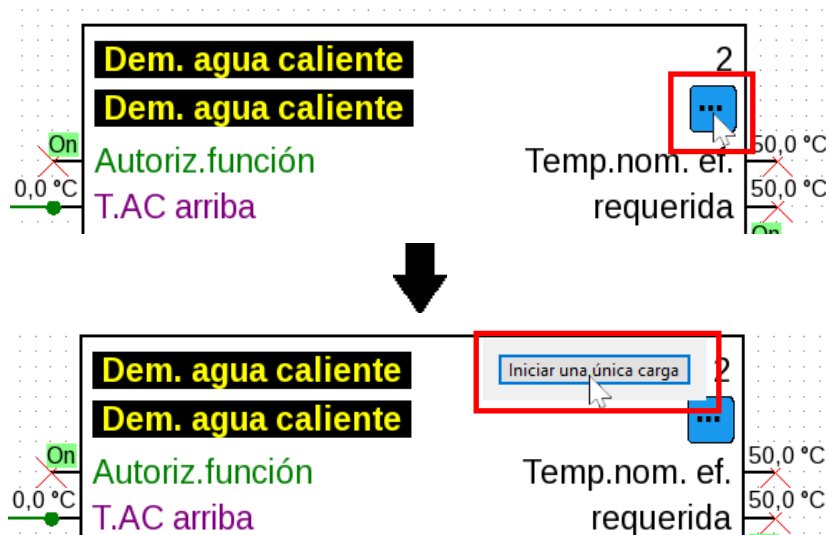 Dem. agua caliente 2
Dem. agua caliente ...
On Autoriz.función Temp.nom. ef. 50,0 °C
0,0 °C T.AC arriba requerida 50,0 °C
On
Dem. agua caliente Iniciar una única carga 2
Dem. agua caliente ...
On Autoriz.función Temp.nom. ef. 50,0 °C
0,0 °C T.AC arriba requerida 50,0 °C